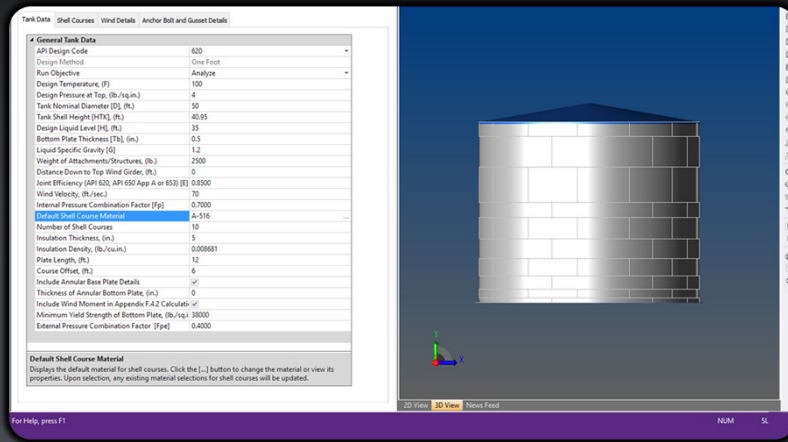 Tank Data Shell Courses Wind Details Anchor Bolt and Gusset Details
General Tank Data
API Design Code 620
Design Method One Foot
Run Objective Analyze
Design Temperature, (F) 100
Design Pressure at Top, (lb./sq.in.) 4
Tank Nominal Diameter [D], (ft.) 50
Tank Shell Height [HTK], (ft.) 40.95
Design Liquid Level [H], (ft.) 35
Bottom Plate Thickness [Tb], (in.) 0.5
Liquid Specific Gravity [G] 1.2
Weight of Attachments/Structures, (lb.) 2500
Distance Down to Top Wind Girder, (ft.) 0
Joint Efficiency (API 620, API 650 App A or 653) [E] 0.8500
Wind Velocity, (ft./sec.) 70
Internal Pressure Combination Factor [Fp] 0.7000
Default Shell Course Material A-516 ...
Number of Shell Courses 10
Insulation Thickness, (in.) 5
Insulation Density, (lb./cu.in.) 0.008681
Plate Length, (ft.) 12
Course Offset, (ft.) 6
Include Annular Base Plate Details
Thickness of Annular Bottom Plate, (in.) 0
Include Wind Moment in Appendix F.4.2 Calculati
Minimum Yield Strength of Bottom Plate, (lb./sq.i 38000
External Pressure Combination Factor [Fpe] 0.4000
Default Shell Course Material
Displays the default material for shell courses. Click the [...] button to change the material or view its
properties. Upon selection, any existing material selections for shell courses will be updated.
Y
X
2D View 3D View News Feed
For Help, press F1 NUM SL